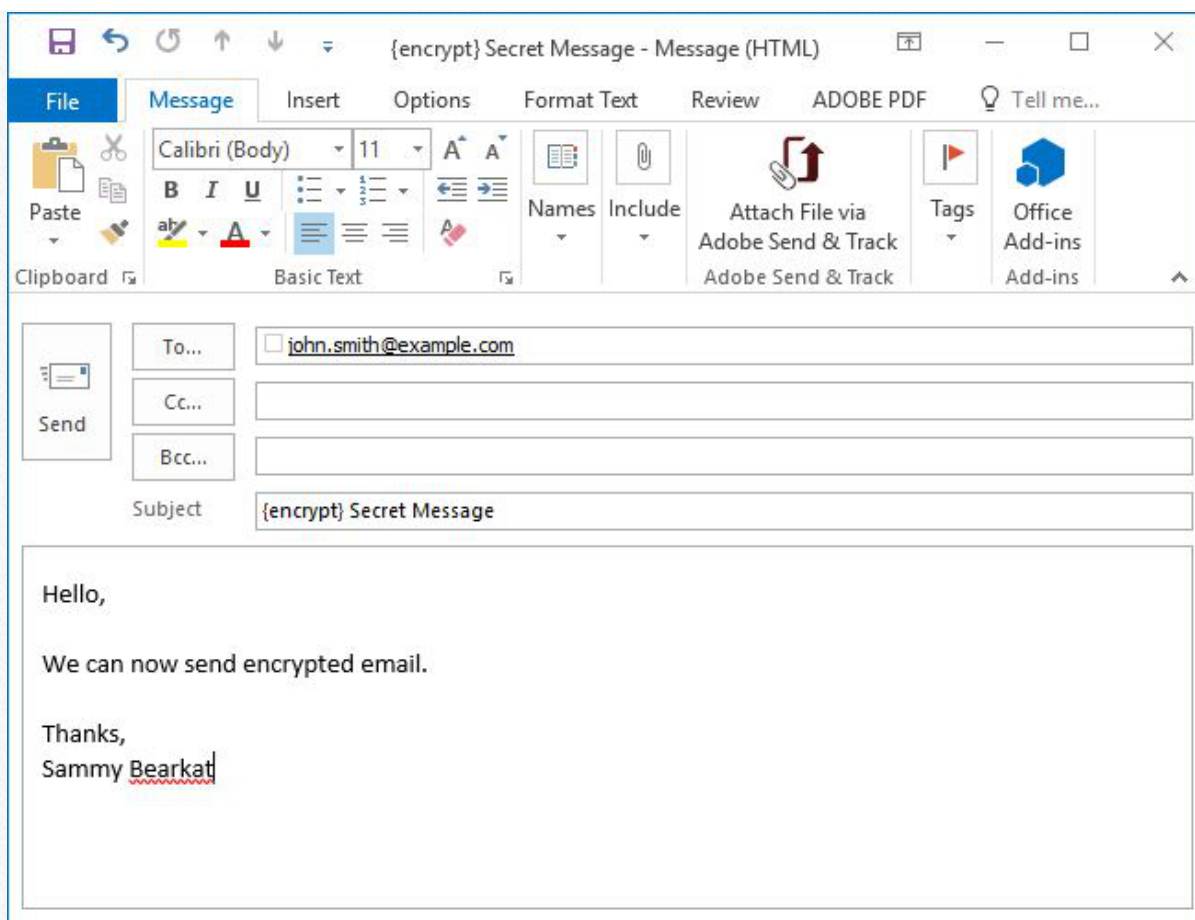 {encrypt} Secret Message - Message (HTML)
File Message Insert Options Format Text Review ADOBE PDF Tell me...
Calibri (Body) 11 A A
B I U
Paste
aby A
Names Include
Attach File via
Adobe Send & Track
Tags
Office
Add-ins
Clipboard Basic Text Adobe Send & Track Add-ins
To... john.smith@example.com
Cc...
Send
Bcc...
Subject {encrypt} Secret Message
Hello,
We can now send encrypted email.
Thanks,
Sammy Bearkat